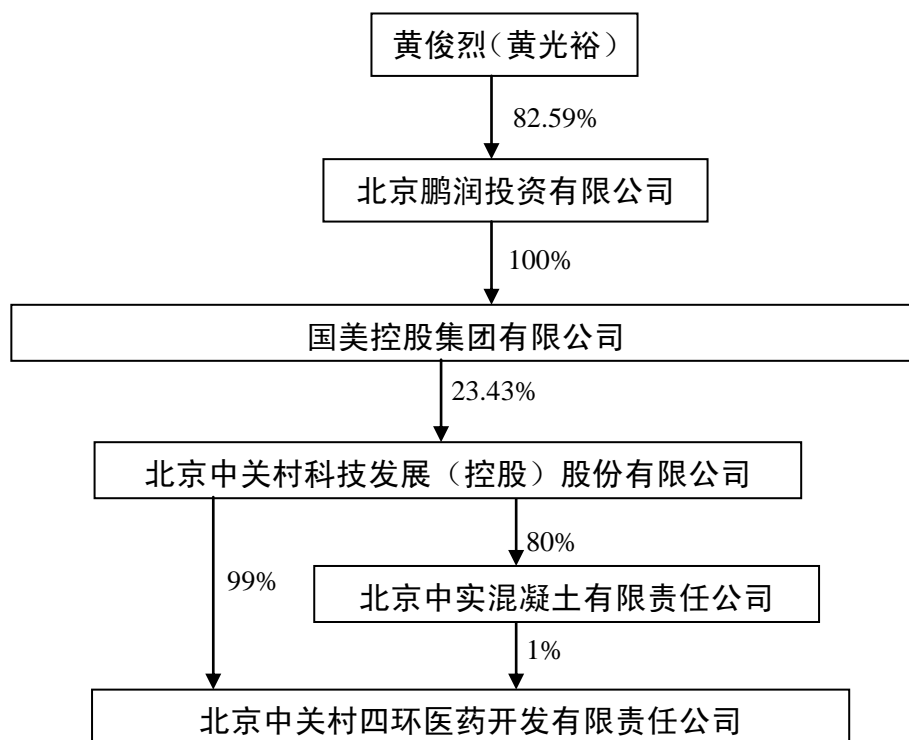 黄俊烈（黄光裕）
82.59%
北京鹏润投资有限公司
100%
国美控股集团有限公司
23.43%
北京中关村科技发展（控股）股份有限公司
80%
99%
北京中实混凝土有限责任公司
1%
北京中关村四环医药开发有限责任公司